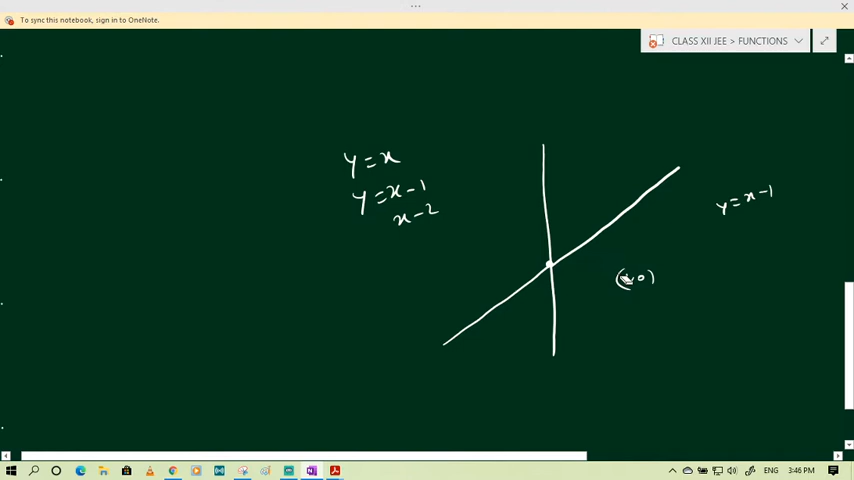 To sync this notebook, sign in to OneNote.
CLASS XII JEE > FUNCTIONS
y = x
y = x - 1
x - 2
y = x - 1
0)
ENG
3:46 PM